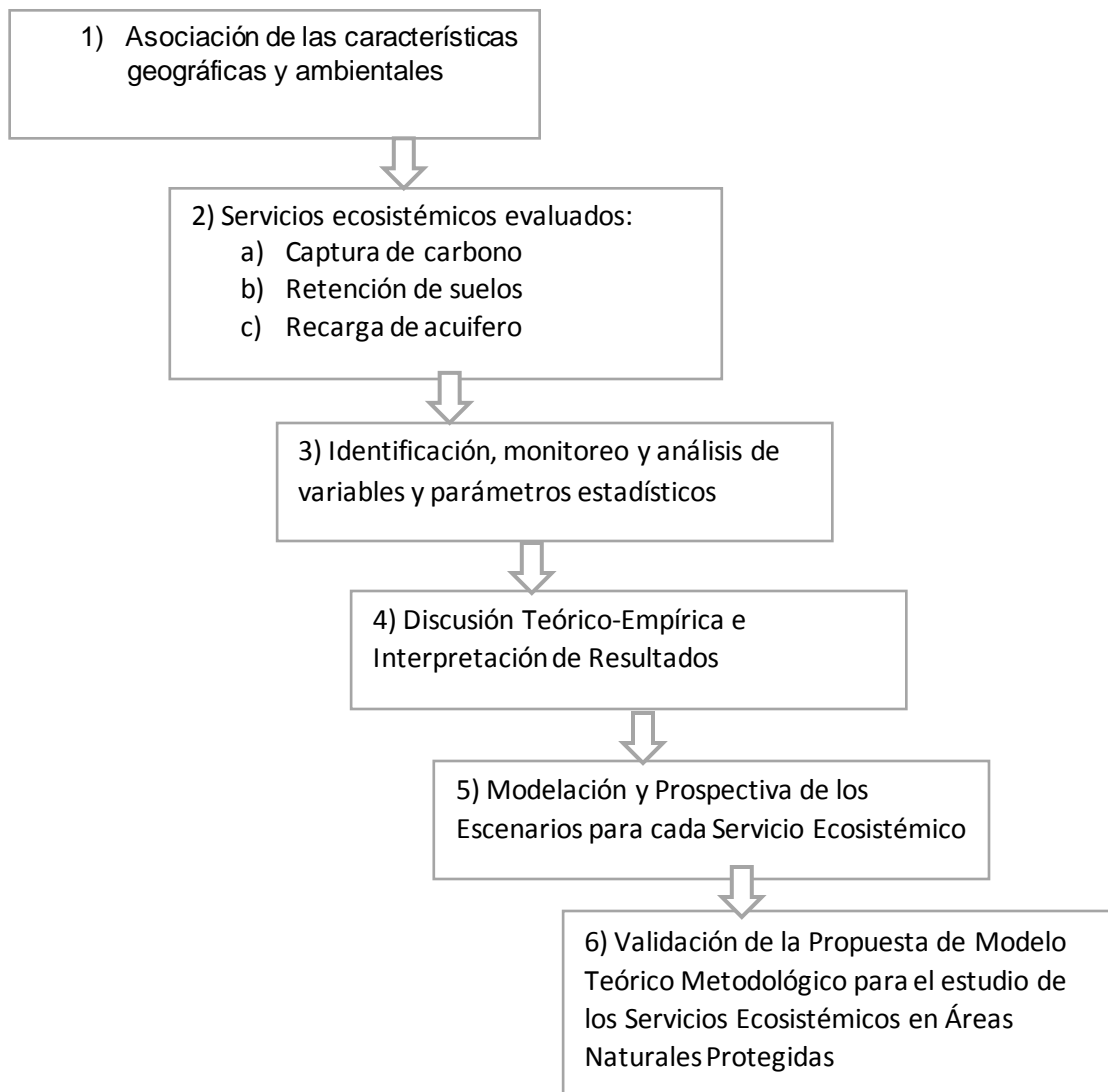 1) Asociación de las características
geográficas y ambientales
2) Servicios ecosistémicos evaluados:
a) Captura de carbono
b) Retención de suelos
c) Recarga de acuifero
3) Identificación, monitoreo y análisis de
variables y parámetros estadísticos
4) Discusión Teórico-Empírica e
Interpretación de Resultados
5) Modelación y Prospectiva de los
Escenarios para cada Servicio Ecosistémico
6) Validación de la Propuesta de Modelo
Teórico Metodológico para el estudio de
los Servicios Ecosistémicos en Áreas
Naturales Protegidas